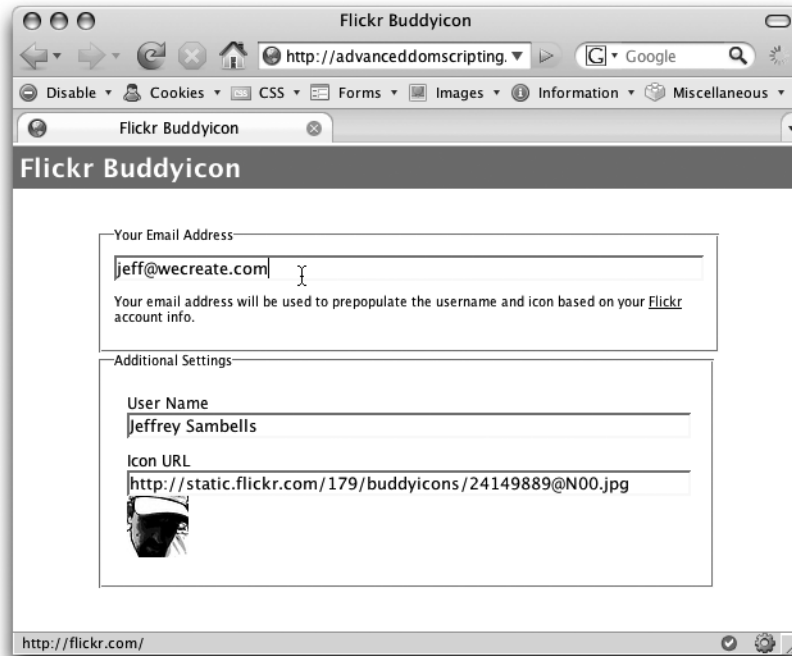 Flickr Buddyicon
http://advanceddomscripting.
G Google
Disable Cookies CSS Forms Images Information Miscellaneous
Flickr Buddyicon
Flickr Buddyicon
Your Email Address
jeff@wecreate.com
Your email address will be used to prepopulate the username and icon based on your Flickr
account info.
Additional Settings
User Name
Jeffrey Sambells
Icon URL
http://static.flickr.com/179/buddyicons/24149889@N00.jpg
http://flickr.com/